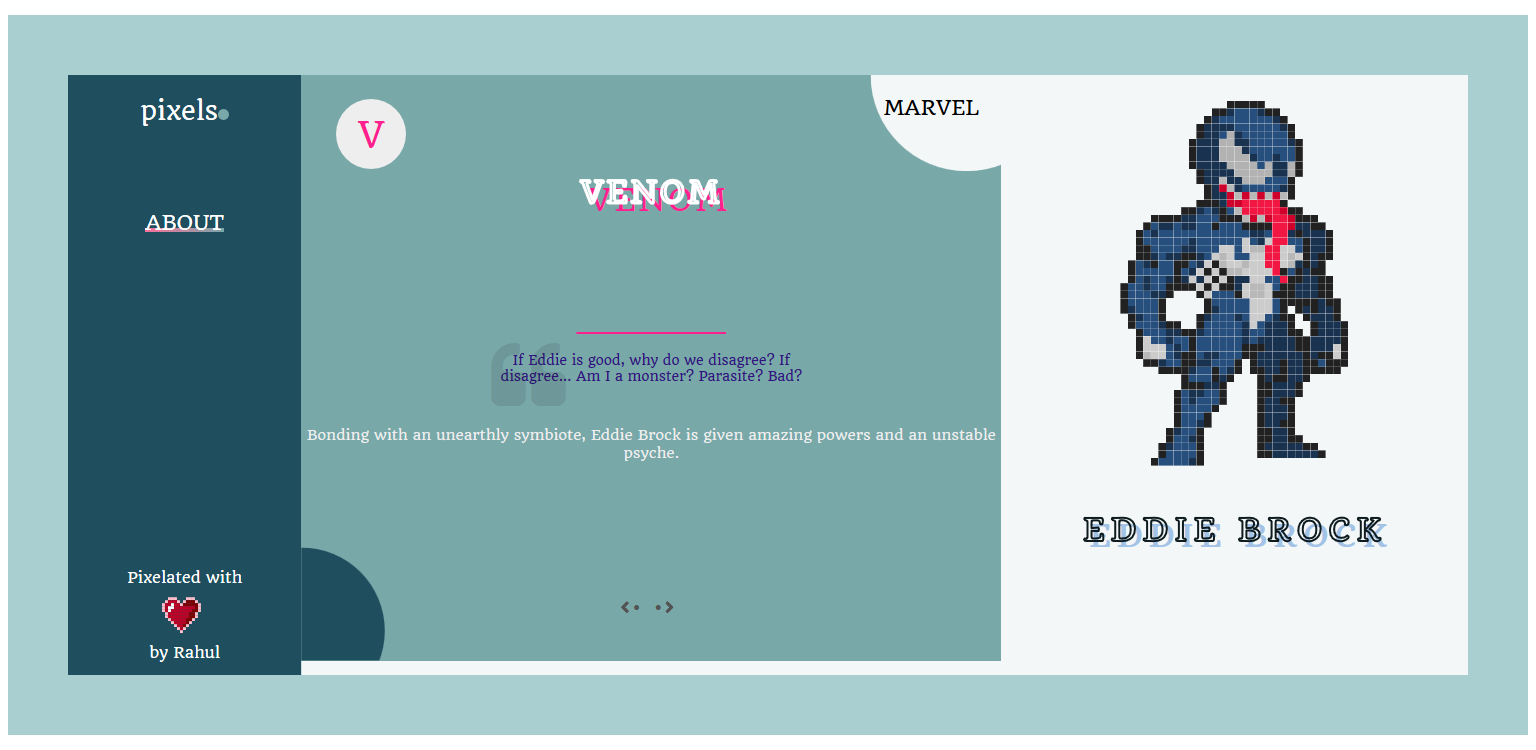 pixels
ABOUT
Pixelated with
by Rahul
V
MARVEL
VENOM
If Eddie is good, why do we disagree? If
disagree... Am I a monster? Parasite? Bad?
Bonding with an unearthly symbiote, Eddie Brock is given amazing powers and an unstable
psyche.
EDDIE BROCK